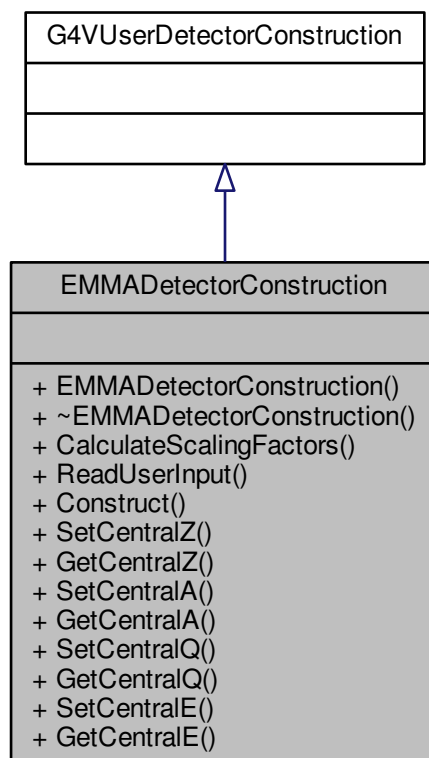 G4VUserDetectorConstruction
EMMADetectorConstruction
+ EMMADetectorConstruction()
+ ~EMMADetectorConstruction()
+ CalculateScalingFactors()
+ ReadUserInput()
+ Construct()
+ SetCentralZ()
+ GetCentralZ()
+ SetCentralA()
+ GetCentralA()
+ SetCentralQ()
+ GetCentralQ()
+ SetCentralE()
+ GetCentralE()